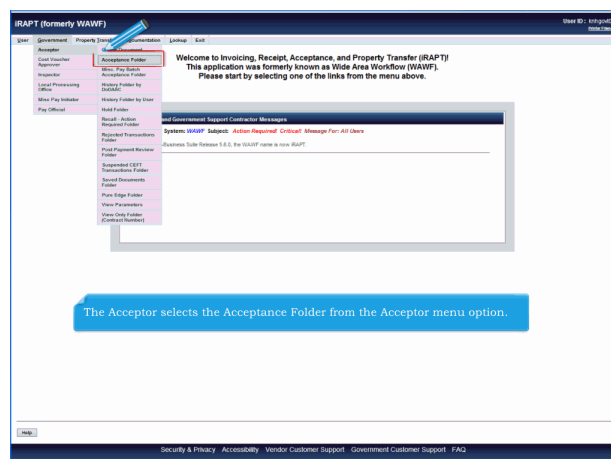 iRAPT (formerly WAWF)
User ID :
User Government Property Transfer Documentation Lookup Exit
Acceptor
Cost Voucher Approver
Inspector
Local Processing Office
Misc Pay Initiator
Pay Official
Acceptance Folder
Misc. Pay Batch Acceptance Folder
History Folder by DoDAAC
History Folder by User
Hold Folder
Recall - Action Required Folder
Rejected Transactions Folder
Post Payment Review Folder
Suspended CEFT Transactions Folder
Saved Documents Folder
Pure Edge Folder
View Parameters
View Only Folder (Contract Number)
Welcome to Invoicing, Receipt, Acceptance, and Property Transfer (iRAPT)!
This application was formerly known as Wide Area Workflow (WAWF).
Please start by selecting one of the links from the menu above.
and Government Support Contractor Messages
System: WAWF Subject: Action Required! Critical! Message For: All Users
-Business Suite Release 5.6.0, the WAWF name is now iRAPT.
The Acceptor selects the Acceptance Folder from the Acceptor menu option.
Help
Security & Privacy Accessibility Vendor Customer Support Government Customer Support FAQ